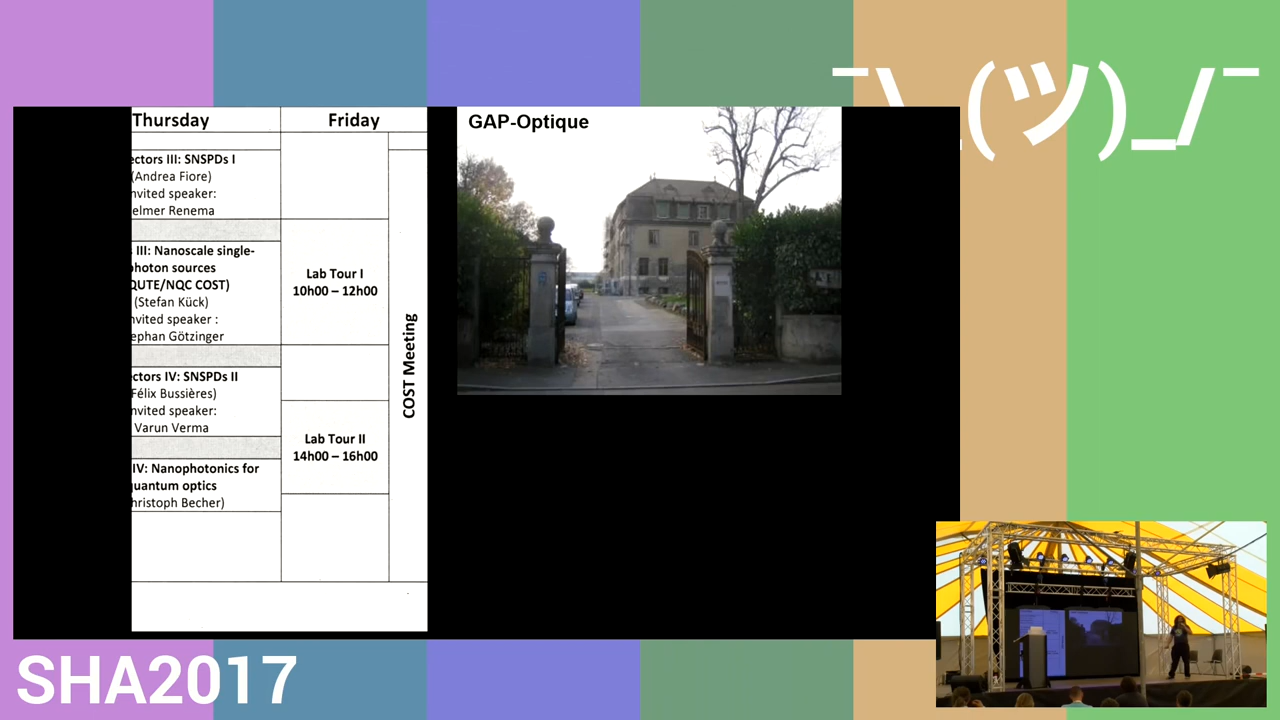 ¯\_(ツ)_/¯
Thursday
Friday
ectors III: SNSPDs I
(Andrea Fiore)
nvited speaker:
elmer Renema
III: Nanoscale single-
photon sources
QUTE/NQC COST)
(Stefan Kück)
nvited speaker :
ephan Götzinger
ectors IV: SNSPDs II
Félix Bussières)
nvited speaker:
Varun Verma
IV: Nanophotonics for
quantum optics
hristoph Becher)
Lab Tour I
10h00 – 12h00
Lab Tour II
14h00 – 16h00
COST Meeting
GAP-Optique
SHA2017